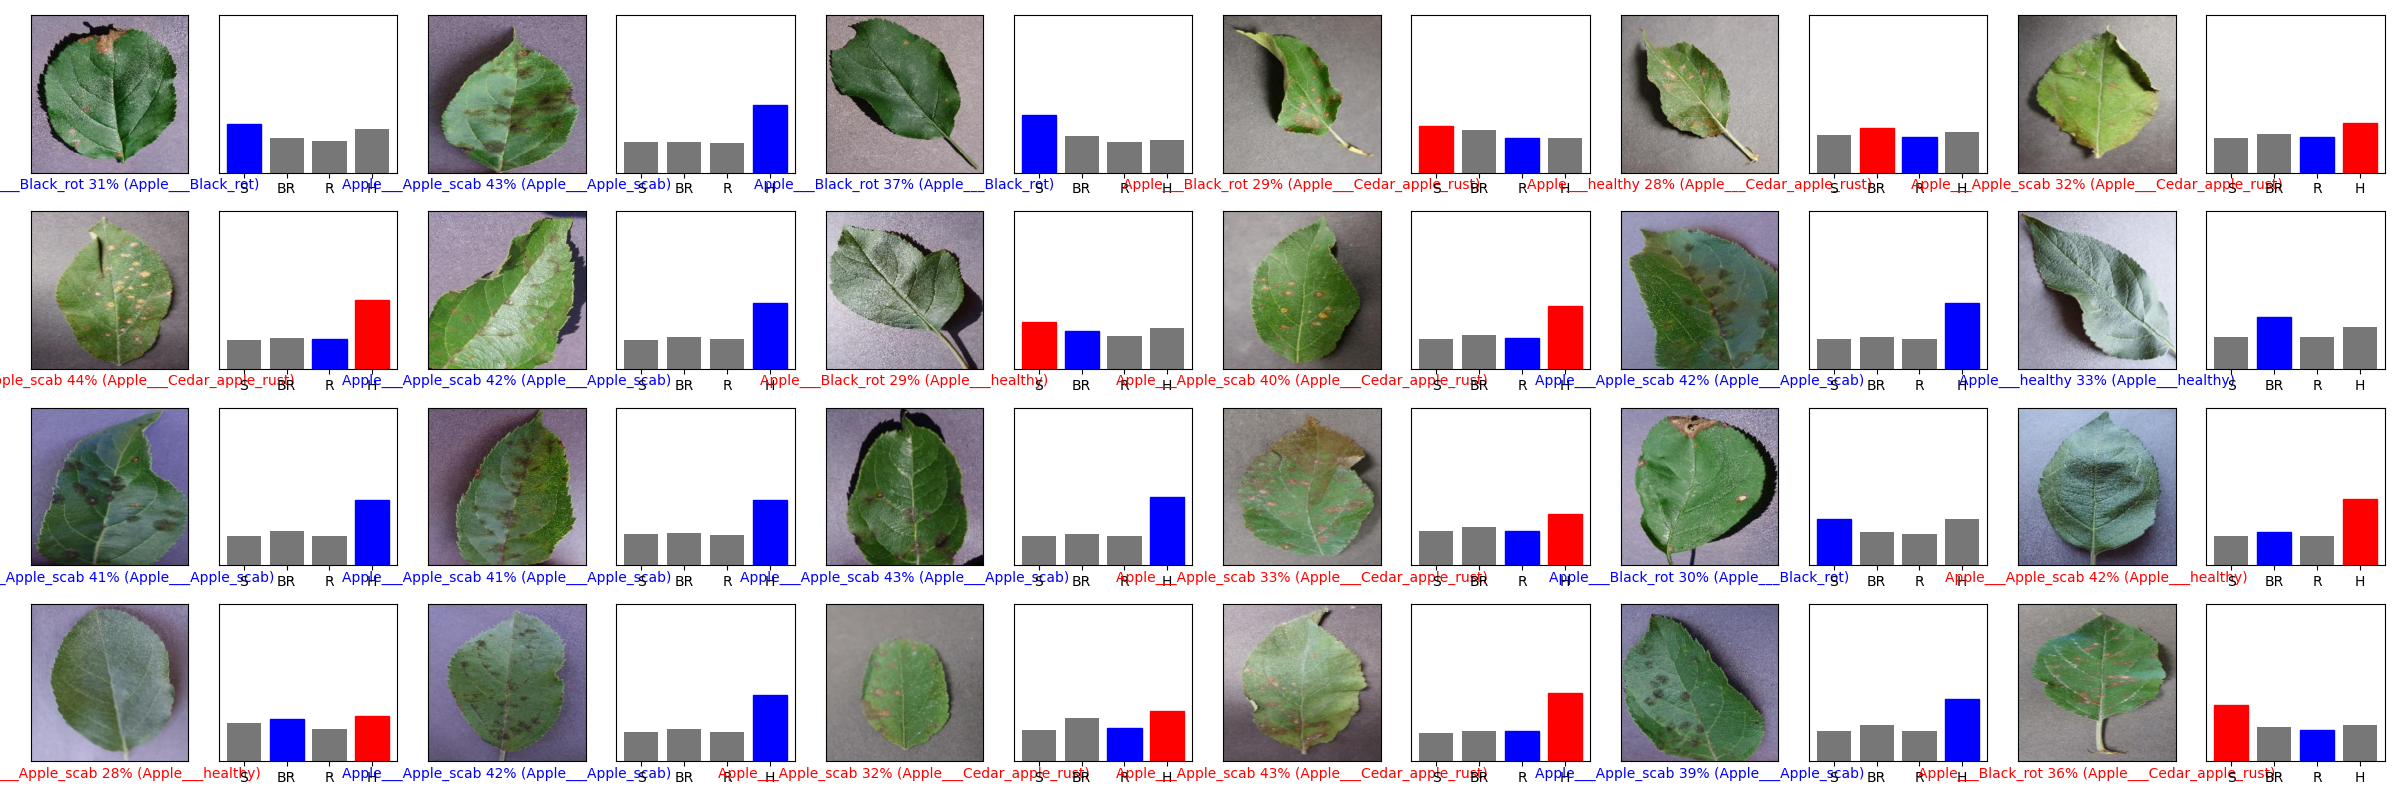 ___Black_rot 31% (Apple___Black_rot)
S BR R H
Apple___Apple_scab 43% (Apple___Apple_scab)
S BR R H
Apple___Black_rot 37% (Apple___Black_rot)
S BR R H
Apple___Black_rot 29% (Apple___Cedar_apple_rust)
S BR R H
Apple___healthy 28% (Apple___Cedar_apple_rust)
S BR R H
Apple___Apple_scab 32% (Apple___Cedar_apple_rust)
S BR R H
pple_scab 44% (Apple___Cedar_apple_rust)
S BR R H
Apple___Apple_scab 42% (Apple___Apple_scab)
S BR R H
Apple___Black_rot 29% (Apple___healthy)
S BR R H
Apple___Apple_scab 40% (Apple___Cedar_apple_rust)
S BR R H
Apple___Apple_scab 42% (Apple___Apple_scab)
S BR R H
Apple___healthy 33% (Apple___healthy)
S BR R H
_Apple_scab 41% (Apple___Apple_scab)
S BR R H
Apple___Apple_scab 41% (Apple___Apple_scab)
S BR R H
Apple___Apple_scab 43% (Apple___Apple_scab)
S BR R H
Apple___Apple_scab 33% (Apple___Cedar_apple_rust)
S BR R H
Apple___Black_rot 30% (Apple___Black_rot)
S BR R H
Apple___Apple_scab 42% (Apple___healthy)
S BR R H
___Apple_scab 28% (Apple___healthy)
S BR R H
Apple___Apple_scab 42% (Apple___Apple_scab)
S BR R H
Apple___Apple_scab 32% (Apple___Cedar_apple_rust)
S BR R H
Apple___Apple_scab 43% (Apple___Cedar_apple_rust)
S BR R H
Apple___Apple_scab 39% (Apple___Apple_scab)
S BR R H
Apple___Black_rot 36% (Apple___Cedar_apple_rust)
S BR R H